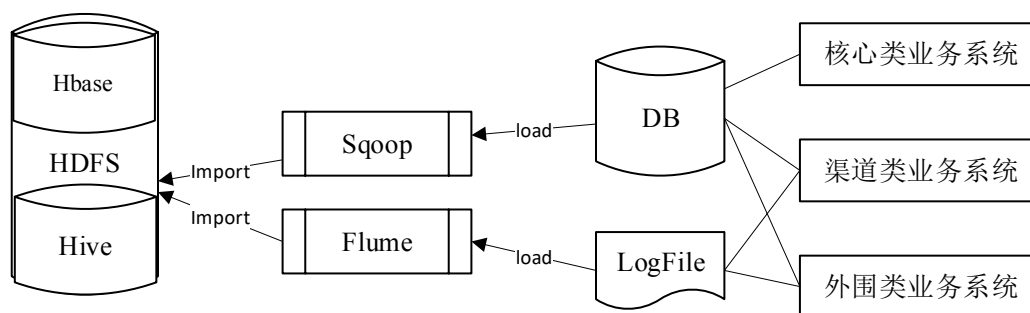 Hbase
HDFS
Hive
Import
Import
Sqoop
Flume
load
load
DB
LogFile
核心类业务系统
渠道类业务系统
外围类业务系统